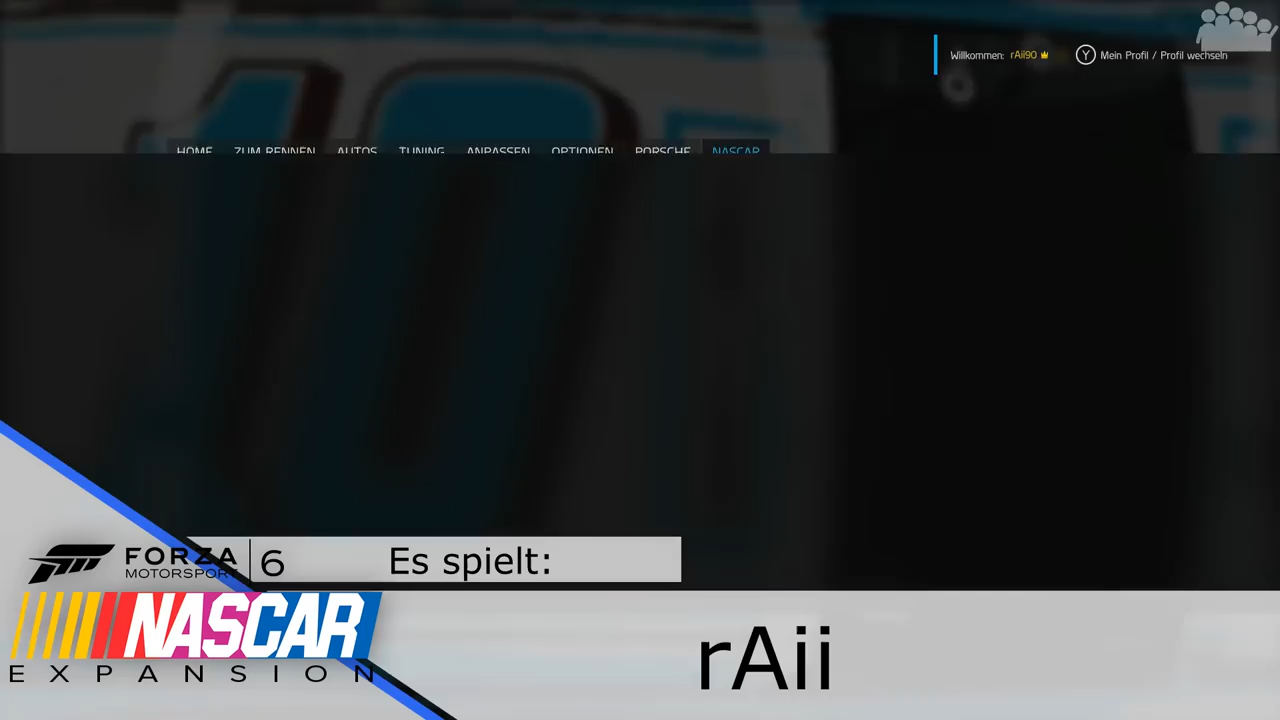 Willkommen: rAii90 Y Mein Profil / Profil wechseln
HOME ZUM RENNEN AUTOS TUNING ANPASSEN OPTIONEN PORSCHE NASCAR
10
FORZA MOTORSPORT 6
Es spielt:
NASCAR
EXPANSION
rAii